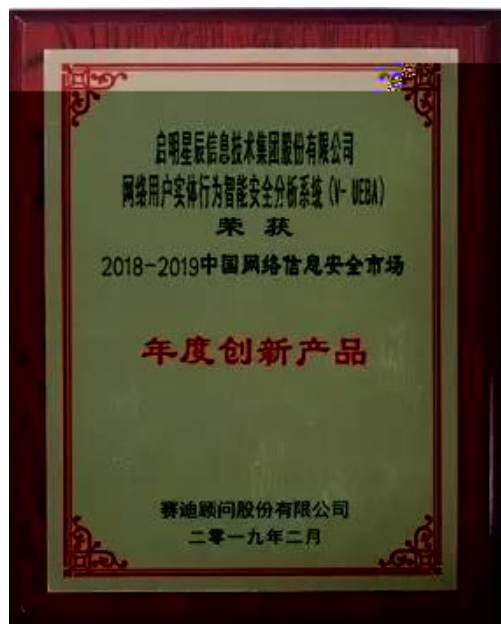 启明星辰信息技术集团股份有限公司
网络用户实体行为智能安全分析系统(V-UEBA)
荣获
2018-2019中国网络信息安全市场
年度创新产品
赛迪顾问股份有限公司
二零一九年二月